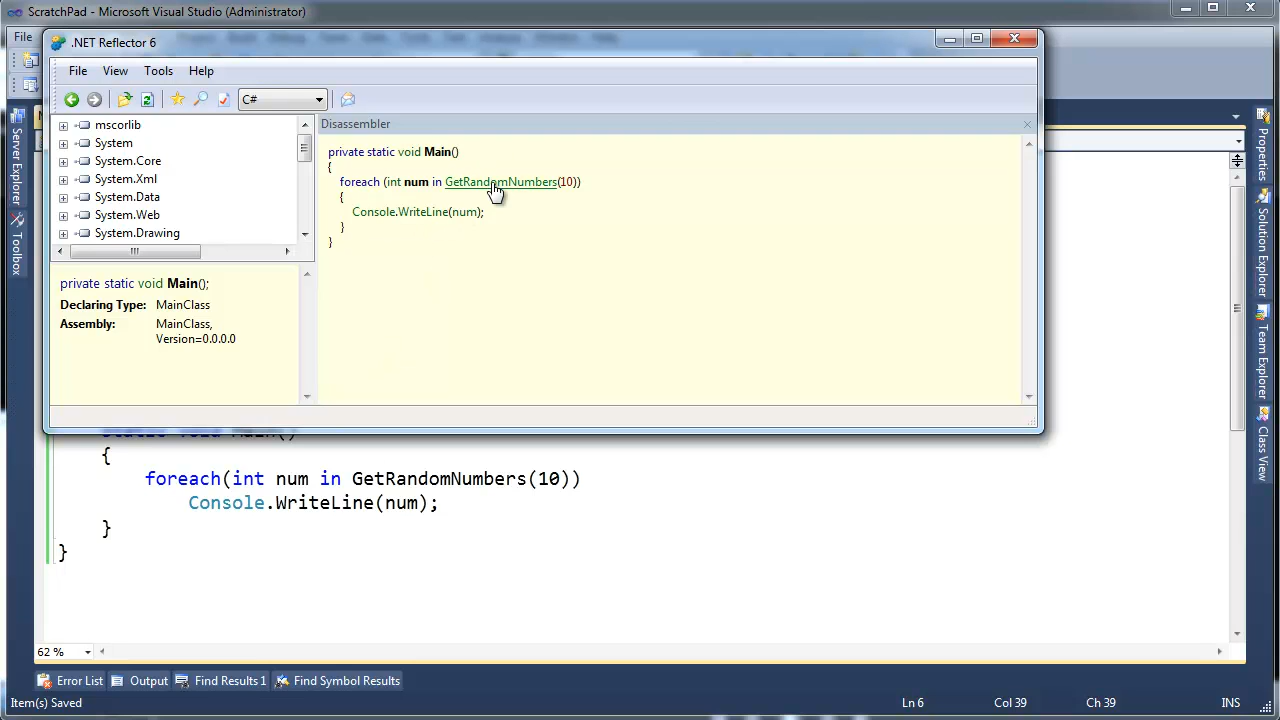 ScratchPad - Microsoft Visual Studio (Administrator)
File
.NET Reflector 6
File View Tools Help
C#
mscorlib
System
System.Core
System.Xml
System.Data
System.Web
System.Drawing
Disassembler
private static void Main()
{
foreach (int num in GetRandomNumbers(10))
{
Console.WriteLine(num);
}
}
private static void Main();
Declaring Type: MainClass
Assembly: MainClass,
Version=0.0.0.0
Server Explorer
Toolbox
Properties
Solution Explorer
Team Explorer
Class View
static void Main()
{
foreach(int num in GetRandomNumbers(10))
Console.WriteLine(num);
}
}
62 %
Error List Output Find Results 1 Find Symbol Results
Item(s) Saved Ln 6 Col 39 Ch 39 INS